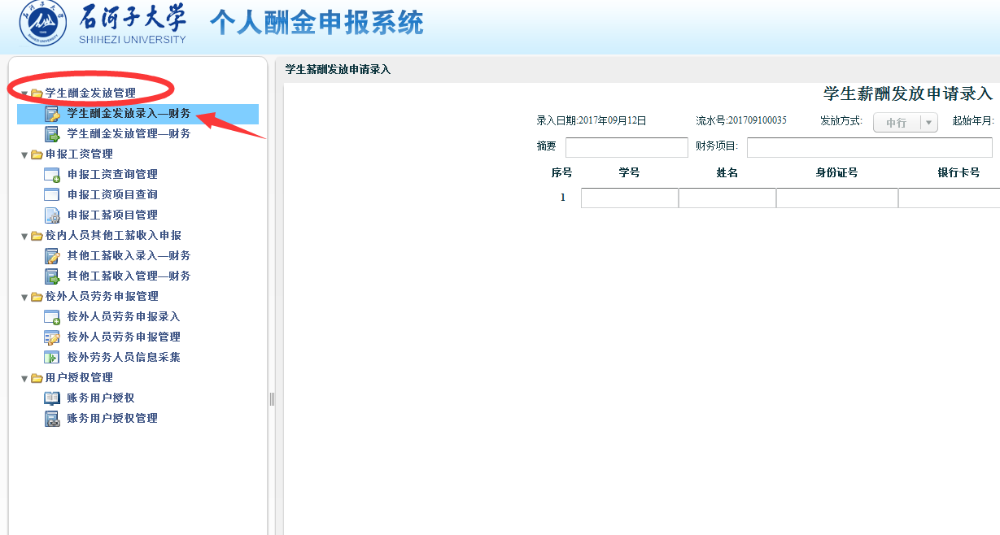 石河子大学
SHIHEZI UNIVERSITY
个人酬金申报系统
学生酬金发放管理
学生酬金发放录入—财务
学生酬金发放管理—财务
申报工资管理
申报工资查询管理
申报工资项目查询
申报工薪项目管理
校内人员其他工薪收入申报
其他工薪收入录入—财务
其他工薪收入管理—财务
校外人员劳务申报管理
校外人员劳务申报录入
校外人员劳务申报管理
校外劳务人员信息采集
用户授权管理
账务用户授权
账务用户授权管理
学生薪酬发放申请录入
学生薪酬发放申请录入
录入日期:2017年09月12日 流水号:201709100035 发放方式: 中行 起始年月:
摘要 财务项目:
序号 学号 姓名 身份证号 银行卡号
1